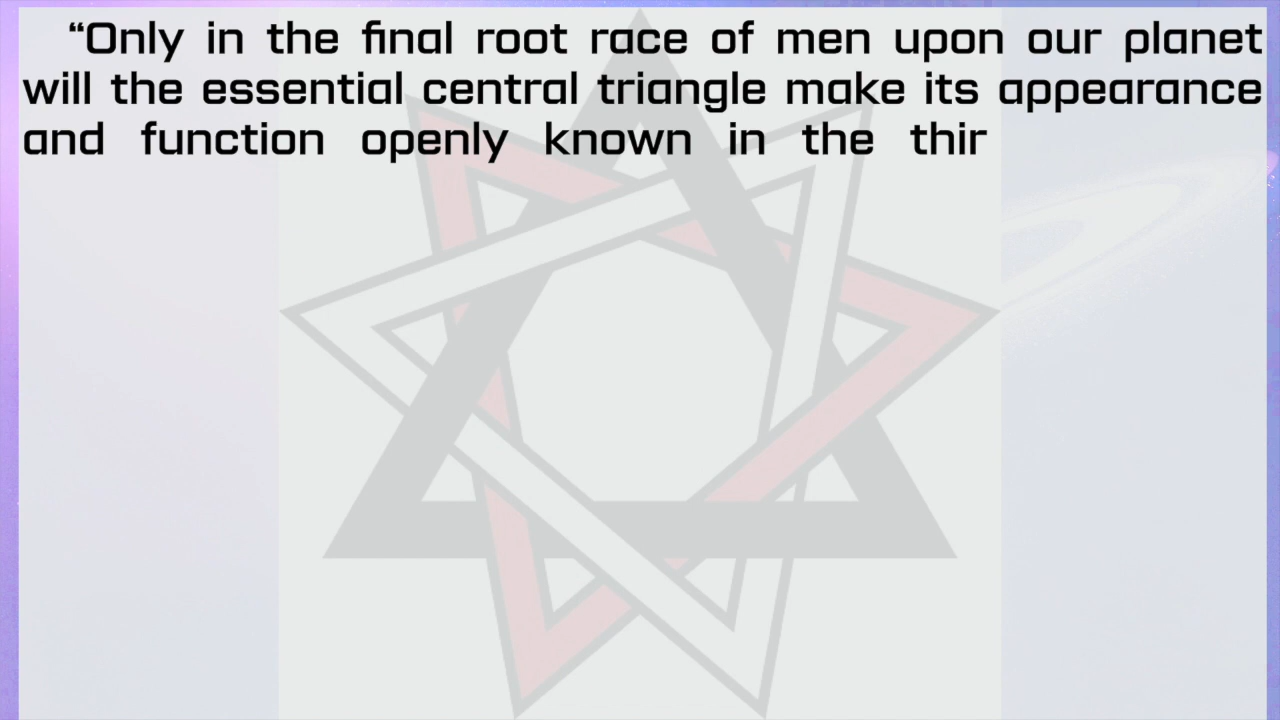 “Only in the final root race of men upon our planet
will the essential central triangle make its appearance
and function openly known in the thir